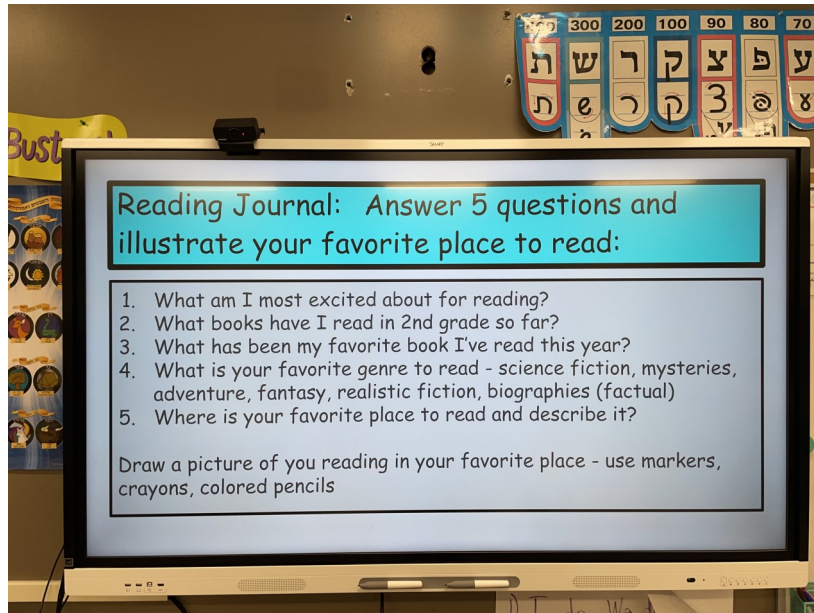 300 200 100 90 80 70
ת ש ר ק צ פ ע
Bust
SMART
Reading Journal: Answer 5 questions and
illustrate your favorite place to read:
1. What am I most excited about for reading?
2. What books have I read in 2nd grade so far?
3. What has been my favorite book I've read this year?
4. What is your favorite genre to read - science fiction, mysteries,
adventure, fantasy, realistic fiction, biographies (factual)
5. Where is your favorite place to read and describe it?
Draw a picture of you reading in your favorite place - use markers,
crayons, colored pencils